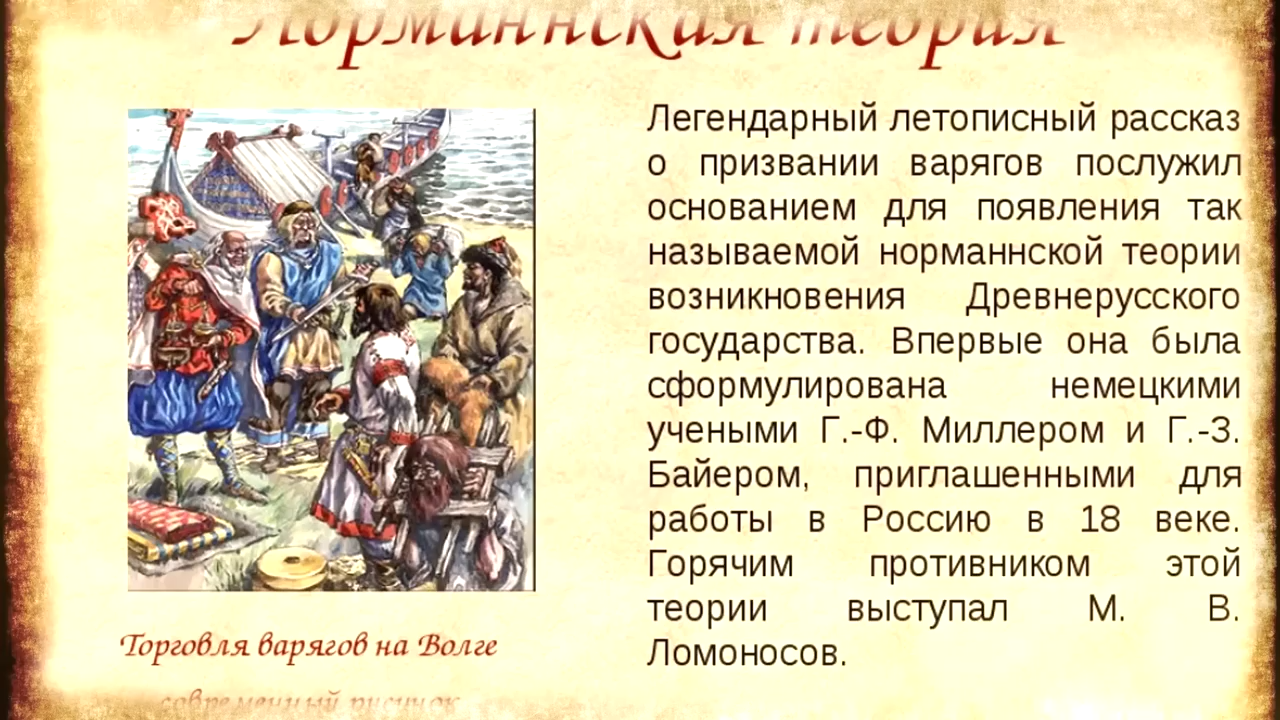 Норманнская теория
Легендарный летописный рассказ
о призвании варягов послужил
основанием для появления так
называемой норманнской теории
возникновения Древнерусского
государства. Впервые она была
сформулирована немецкими
учеными Г.-Ф. Миллером и Г.-З.
Байером, приглашенными для
работы в Россию в 18 веке.
Горячим противником этой
теории выступал М. В.
Ломоносов.
Торговля варягов на Волге
современный рисунок